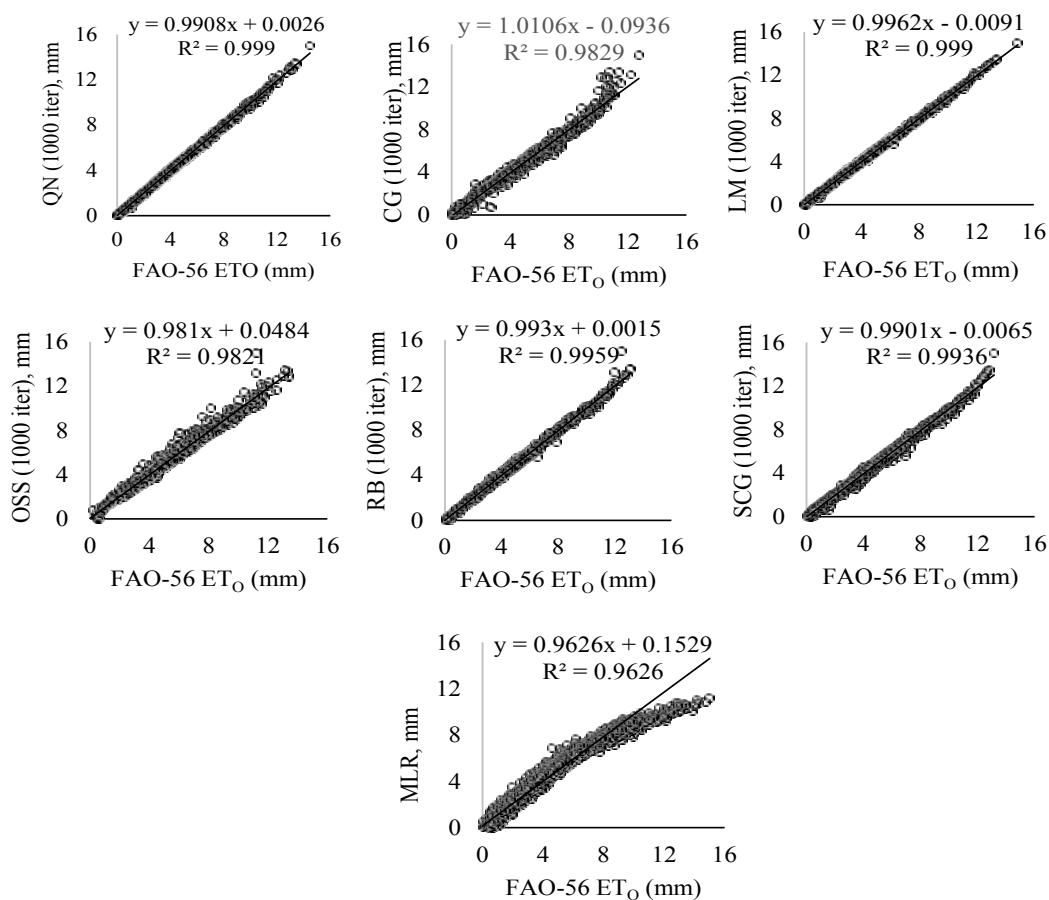 y = 0.9908x + 0.0026
R² = 0.999
16
12
8
4
0
QN (1000 iter), mm
0 4 8 12 16
FAO-56 ETO (mm)
y = 1.0106x - 0.0936
R² = 0.9829
16
12
8
4
0
CG (1000 iter), mm
0 4 8 12 16
FAO-56 ETO (mm)
y = 0.9962x - 0.0091
R² = 0.999
16
12
8
4
0
LM (1000 iter), mm
0 4 8 12 16
FAO-56 ETO (mm)
y = 0.981x + 0.0484
R² = 0.9821
16
12
8
4
0
OSS (1000 iter), mm
0 4 8 12 16
FAO-56 ETO (mm)
y = 0.993x + 0.0015
R² = 0.9959
16
12
8
4
0
RB (1000 iter), mm
0 4 8 12 16
FAO-56 ETO (mm)
y = 0.9901x - 0.0065
R² = 0.9936
16
12
8
4
0
SCG (1000 iter), mm
0 4 8 12 16
FAO-56 ETO (mm)
y = 0.9626x + 0.1529
R² = 0.9626
16
12
8
4
0
MLR, mm
0 4 8 12 16
FAO-56 ETO (mm)